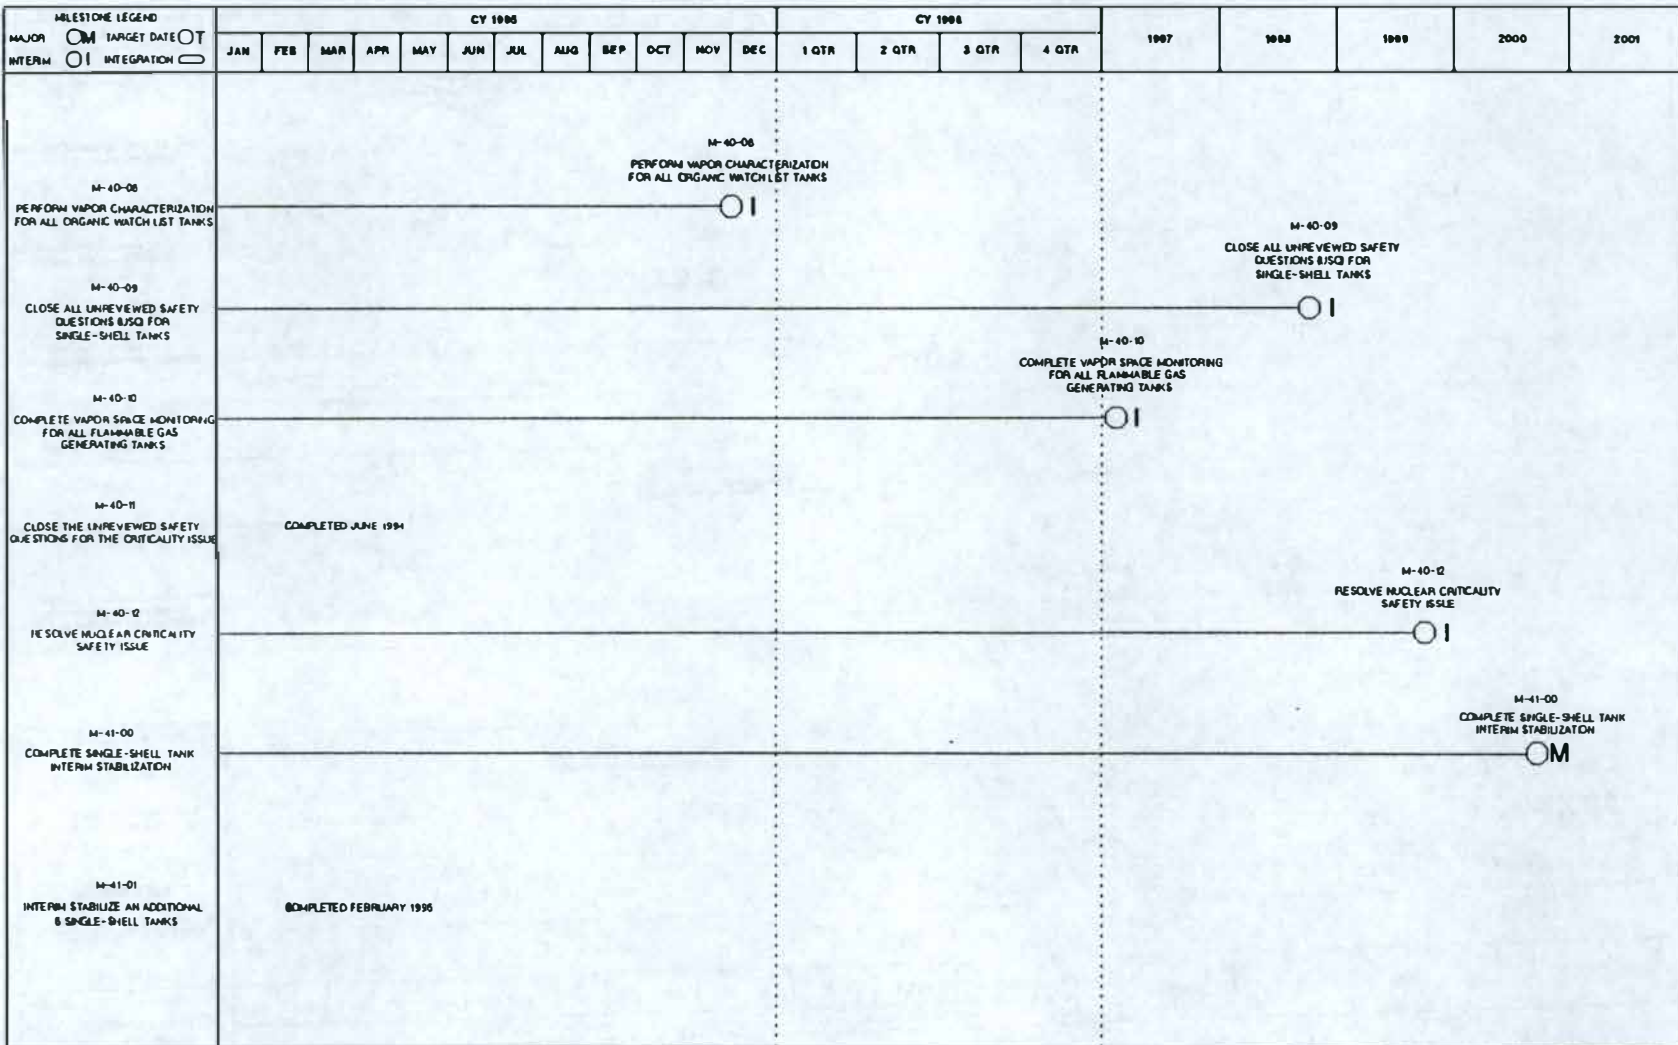 MILESTONE LEGEND
MAJOR M TARGET DATE T
INTERIM I INTEGRATION
CY 1995
CY 1996
JAN FEB MAR APR MAY JUN JUL AUG SEP OCT NOV DEC 1 QTR 2 QTR 3 QTR 4 QTR 1997 1998 1999 2000 2001
M-40-08
PERFORM VAPOR CHARACTERIZATION
FOR ALL ORGANIC WATCH LIST TANKS
I
M-40-08
PERFORM VAPOR CHARACTERIZATION
FOR ALL ORGANIC WATCH LIST TANKS
M-40-09
CLOSE ALL UNREVIEWED SAFETY
QUESTIONS (USQ) FOR
SINGLE-SHELL TANKS
I
M-40-09
CLOSE ALL UNREVIEWED SAFETY
QUESTIONS (USQ) FOR
SINGLE-SHELL TANKS
M-40-10
COMPLETE VAPOR SPACE MONITORING
FOR ALL FLAMMABLE GAS
GENERATING TANKS
I
M-40-10
COMPLETE VAPOR SPACE MONITORING
FOR ALL FLAMMABLE GAS
GENERATING TANKS
M-40-11
CLOSE THE UNREVIEWED SAFETY
QUESTIONS FOR THE CRITICALITY ISSUE
COMPLETED JUNE 1994
M-40-12
RESOLVE NUCLEAR CRITICALITY
SAFETY ISSUE
I
M-40-12
RESOLVE NUCLEAR CRITICALITY
SAFETY ISSUE
M-41-00
COMPLETE SINGLE-SHELL TANK
INTERIM STABILIZATION
M
M-41-00
COMPLETE SINGLE-SHELL TANK
INTERIM STABILIZATION
M-41-01
INTERIM STABILIZE AN ADDITIONAL
6 SINGLE-SHELL TANKS
COMPLETED FEBRUARY 1995